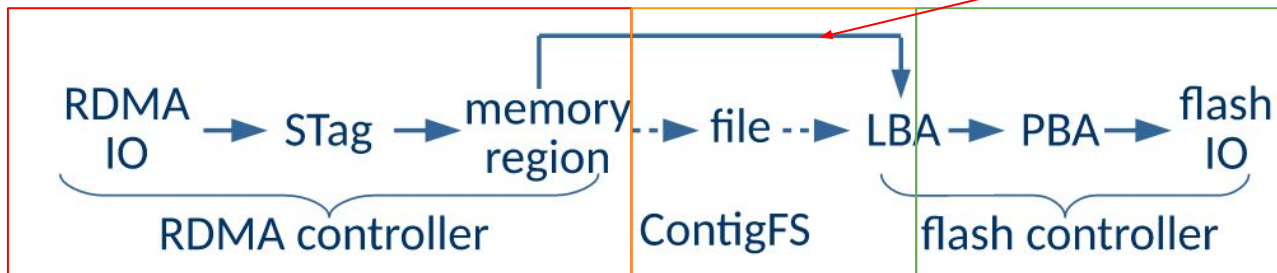 RDMA
IO
STag
memory
region
file
LBA
PBA
flash
IO
RDMA controller
ContigFS
flash controller